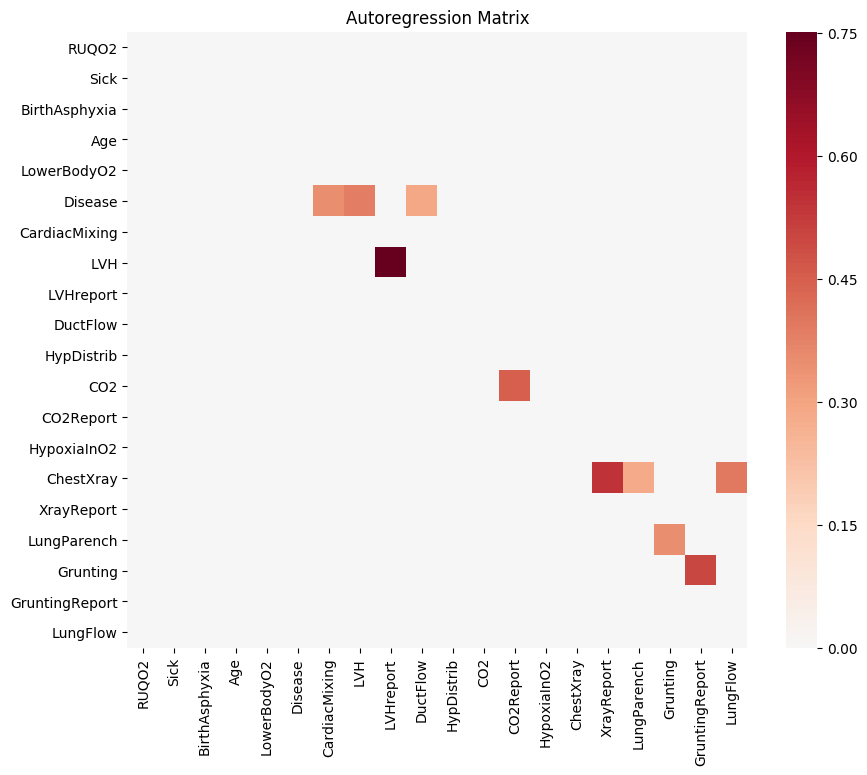 Autoregression Matrix
RUQO2
Sick
BirthAsphyxia
Age
LowerBodyO2
Disease
CardiacMixing
LVH
LVHreport
DuctFlow
HypDistrib
CO2
CO2Report
HypoxiaInO2
ChestXray
XrayReport
LungParench
Grunting
GruntingReport
LungFlow
RUQO2
Sick
BirthAsphyxia
Age
LowerBodyO2
Disease
CardiacMixing
LVH
LVHreport
DuctFlow
HypDistrib
CO2
CO2Report
HypoxiaInO2
ChestXray
XrayReport
LungParench
Grunting
GruntingReport
LungFlow
0.75
0.60
0.45
0.30
0.15
0.00